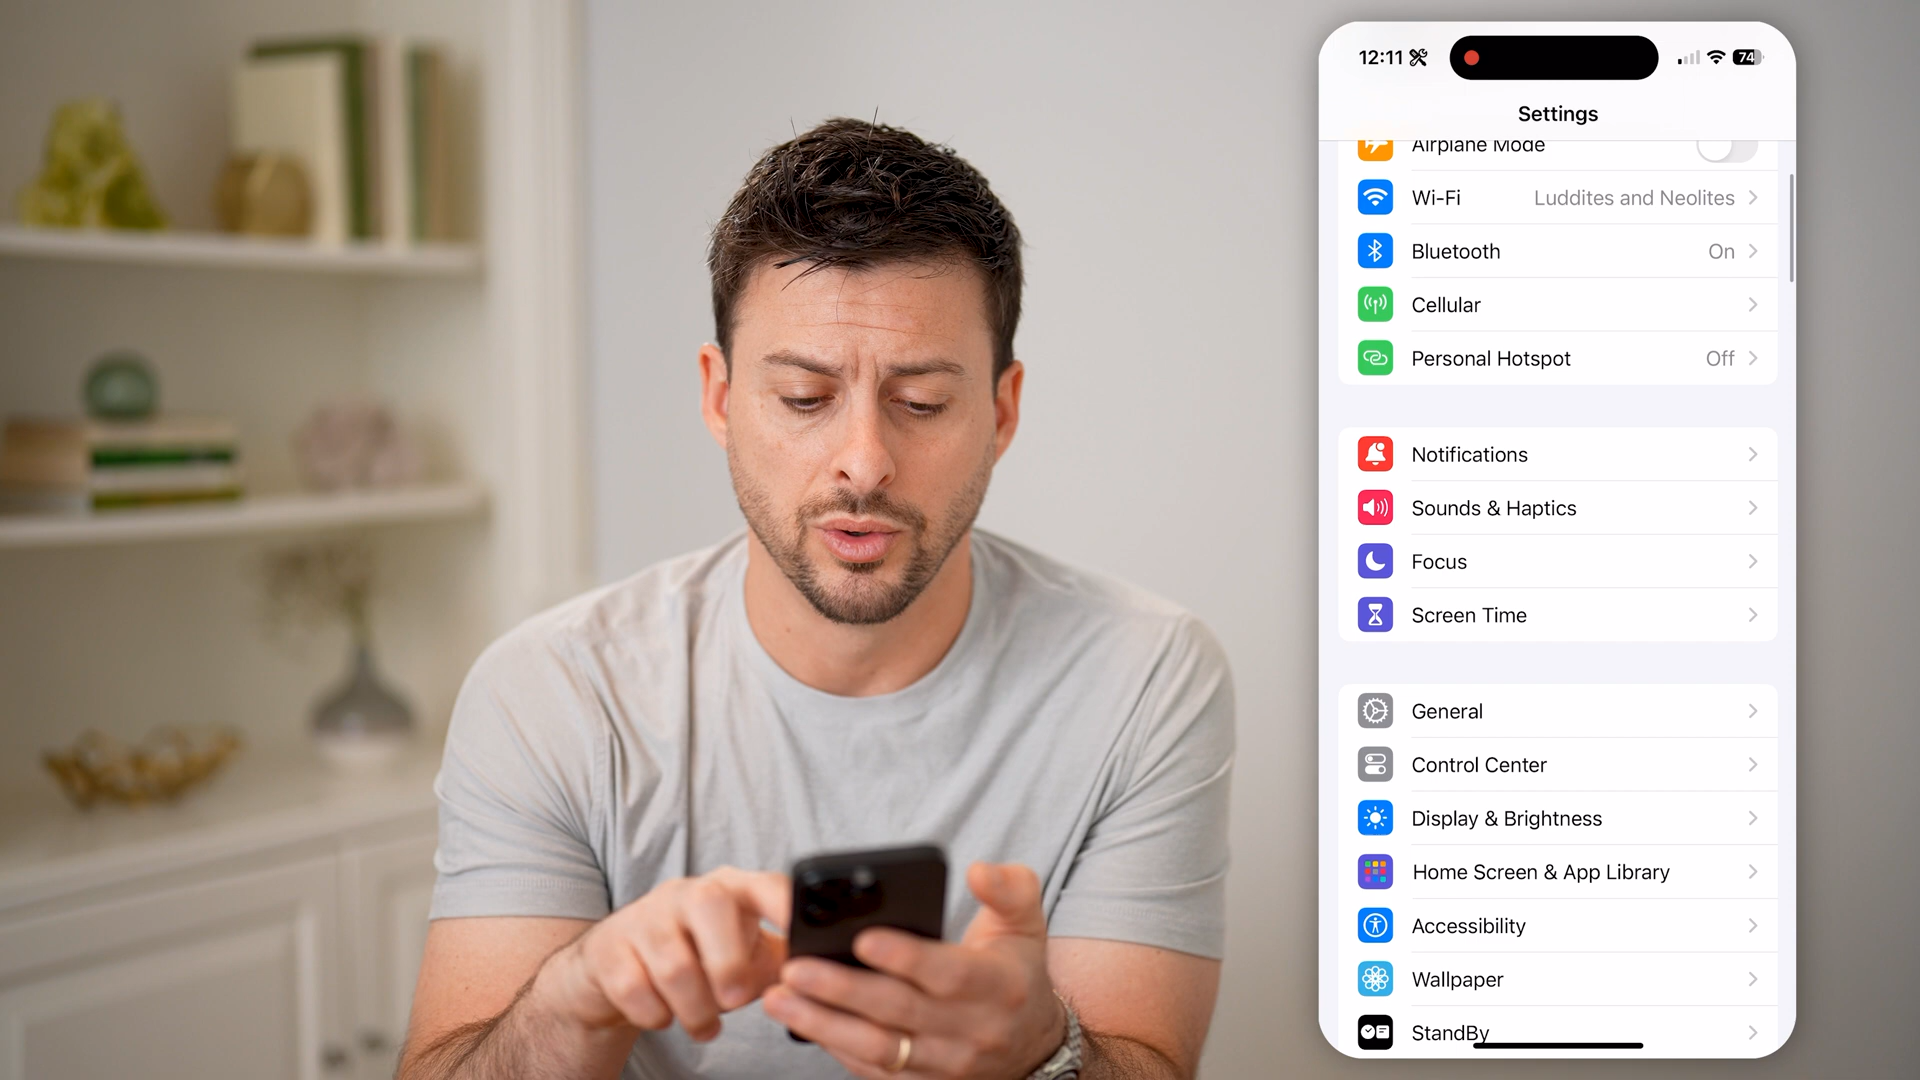 12:11
74
Settings
Airplane Mode
Wi-Fi Luddites and Neolites
Bluetooth On
Cellular
Personal Hotspot Off
Notifications
Sounds & Haptics
Focus
Screen Time
General
Control Center
Display & Brightness
Home Screen & App Library
Accessibility
Wallpaper
StandBy